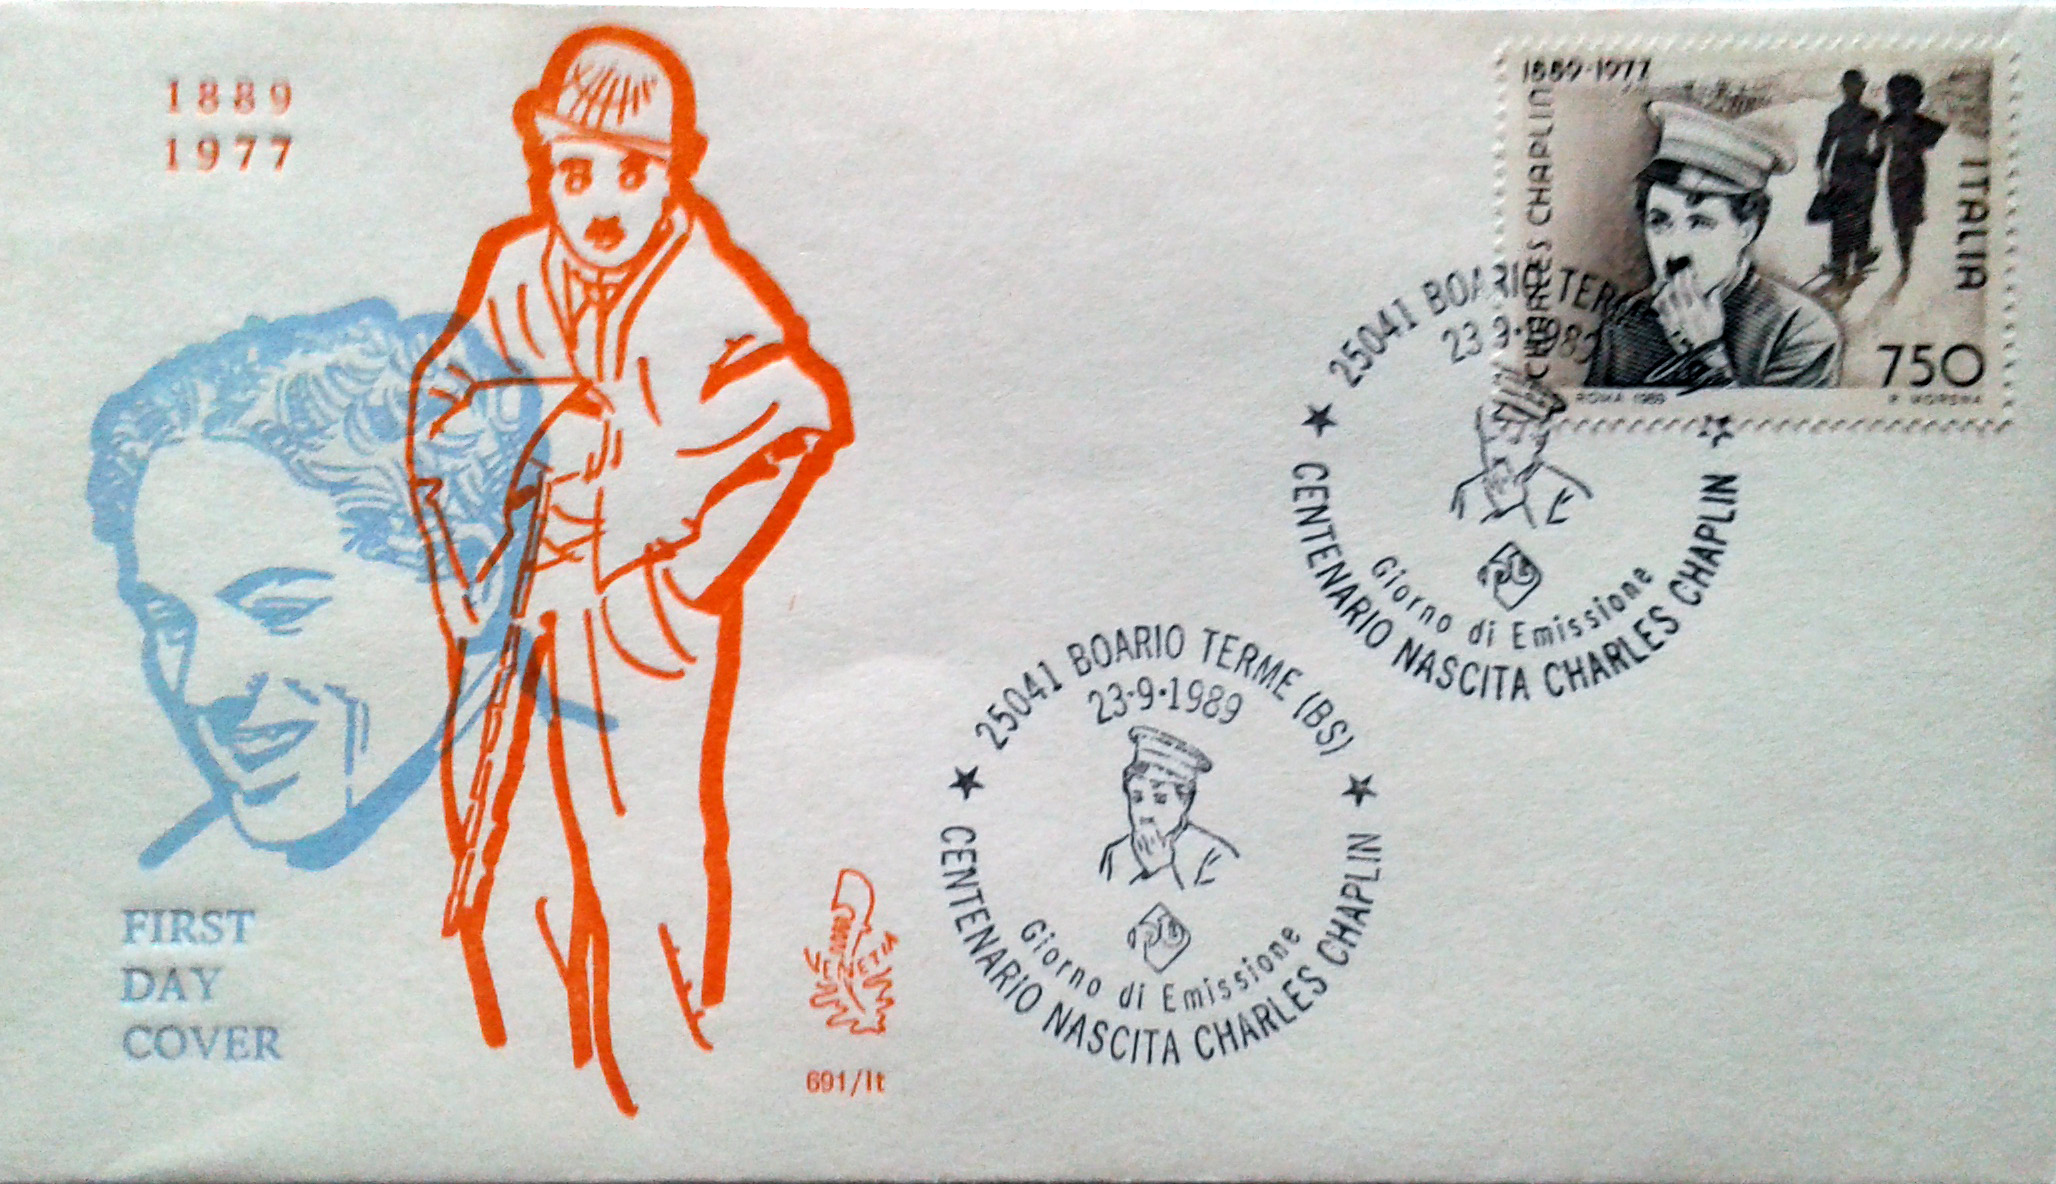 1889
1977
FIRST
DAY
COVER
VENETIA
691/It
25041 BOARIO TERME (BS)
23·9·1989
Giorno di Emissione
CENTENARIO NASCITA CHARLES CHAPLIN
25041 BOARIO TERME
23·9·1989
Giorno di Emissione
CENTENARIO NASCITA CHARLES CHAPLIN
1889·1977
CHARLES CHAPLIN
ITALIA
750
ROMA 1989
P. MORENA